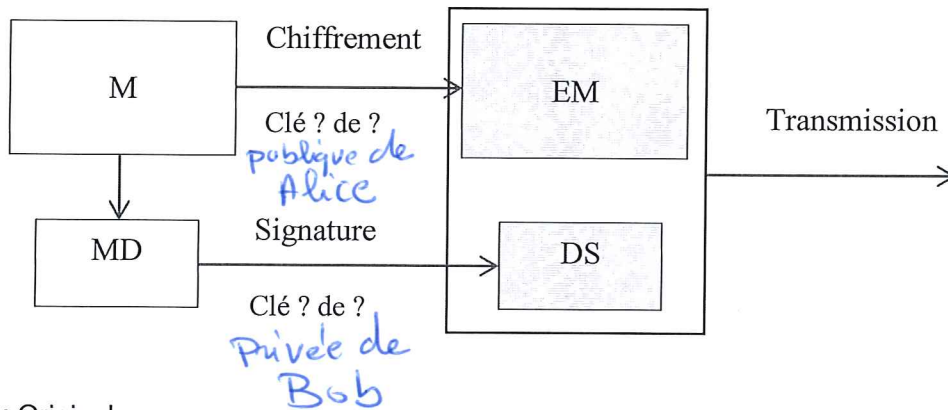 Chiffrement
M
EM
Clé ? de ?
publique de
Alice
Transmission
MD
Signature
DS
Clé ? de ?
Privée de
Bob